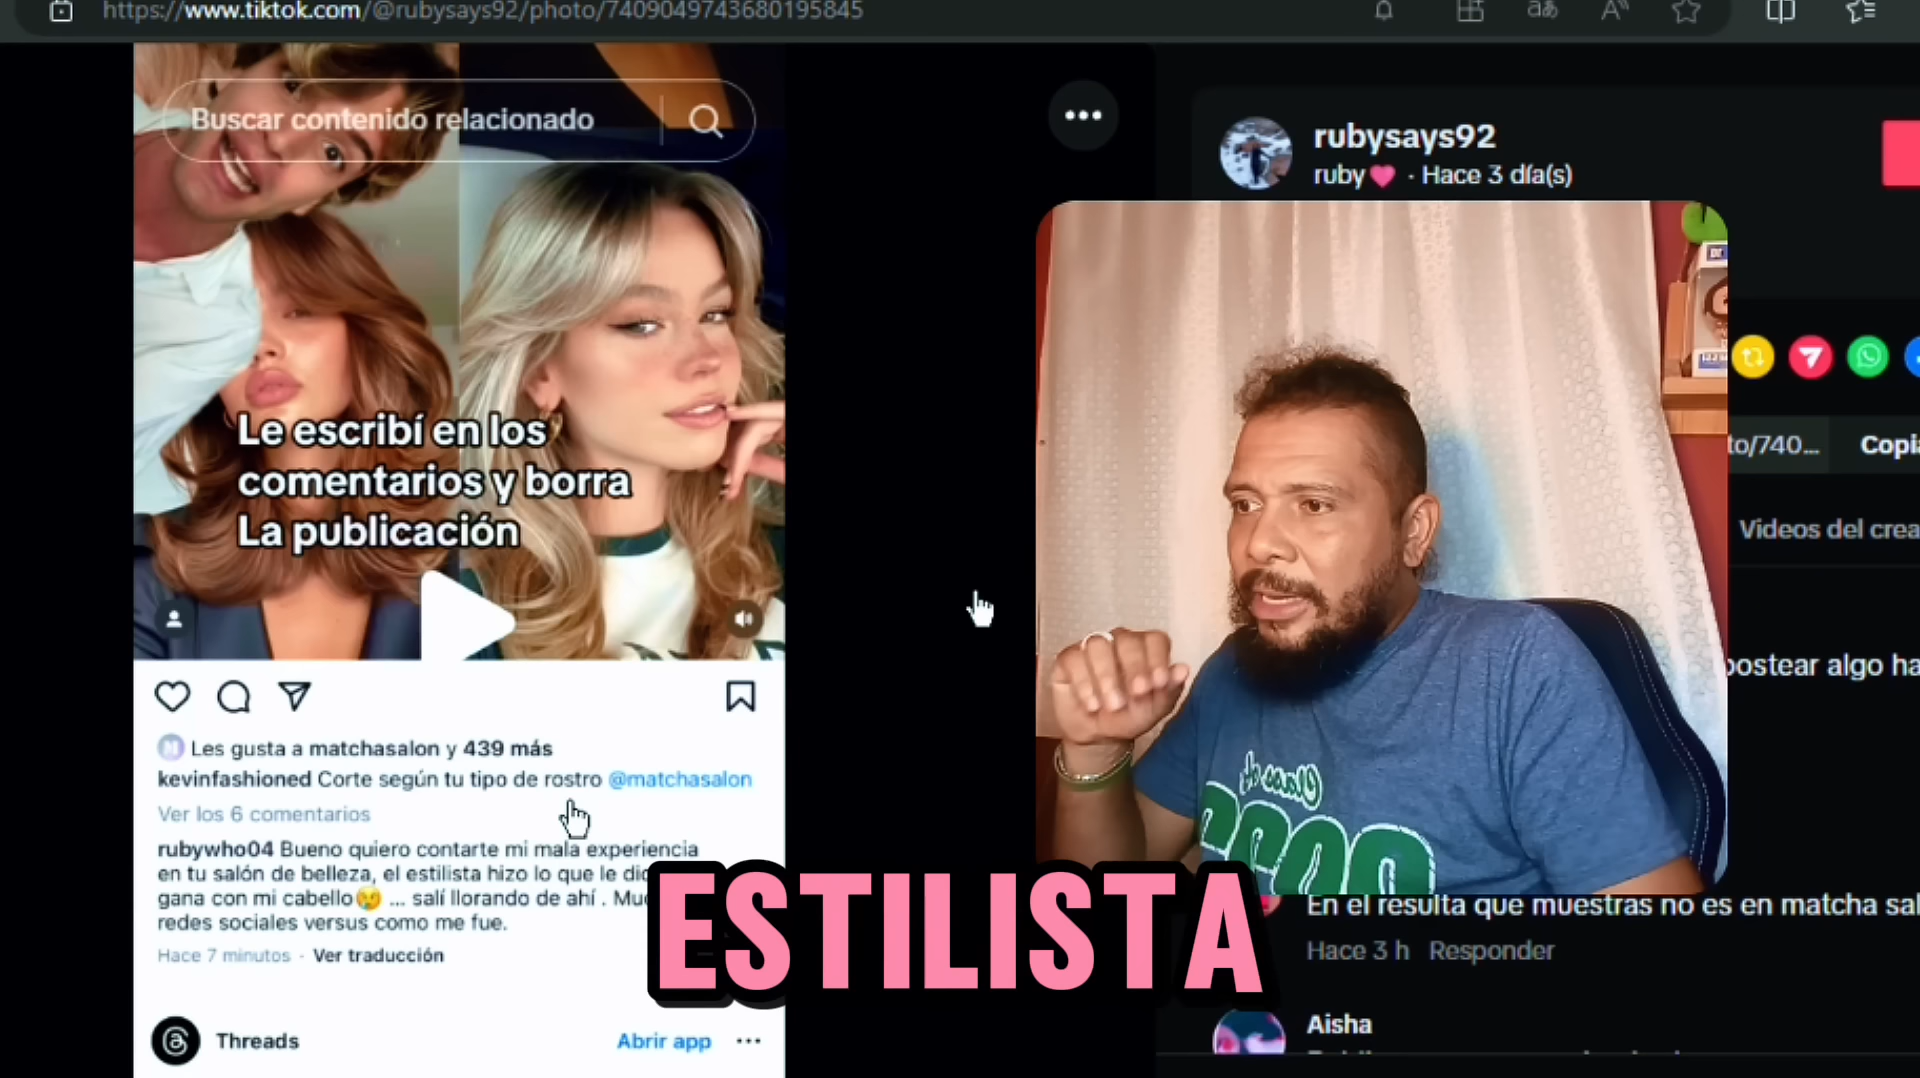 https://www.tiktok.com/@rubysays92/photo/7409049743680195845
Buscar contenido relacionado
Le escribí en los
comentarios y borra
La publicación
Les gusta a matchasalon y 439 más
kevinfashioned Corte según tu tipo de rostro @matchasalon
Ver los 6 comentarios
rubywho04 Bueno quiero contarte mi mala experiencia
en tu salón de belleza, el estilista hizo lo que le dio
gana con mi cabello😢 ... salí llorando de ahí .
redes sociales versus como me fue.
Hace 7 minutos · Ver traducción
Threads
Abrir app
ESTILISTA
rubysays92
ruby💗 · Hace 3 día(s)
Class of
to/740...
Videos del crea
postear algo ha
En el resulta que muestras no es en matcha sal
Hace 3 h Responder
Aisha